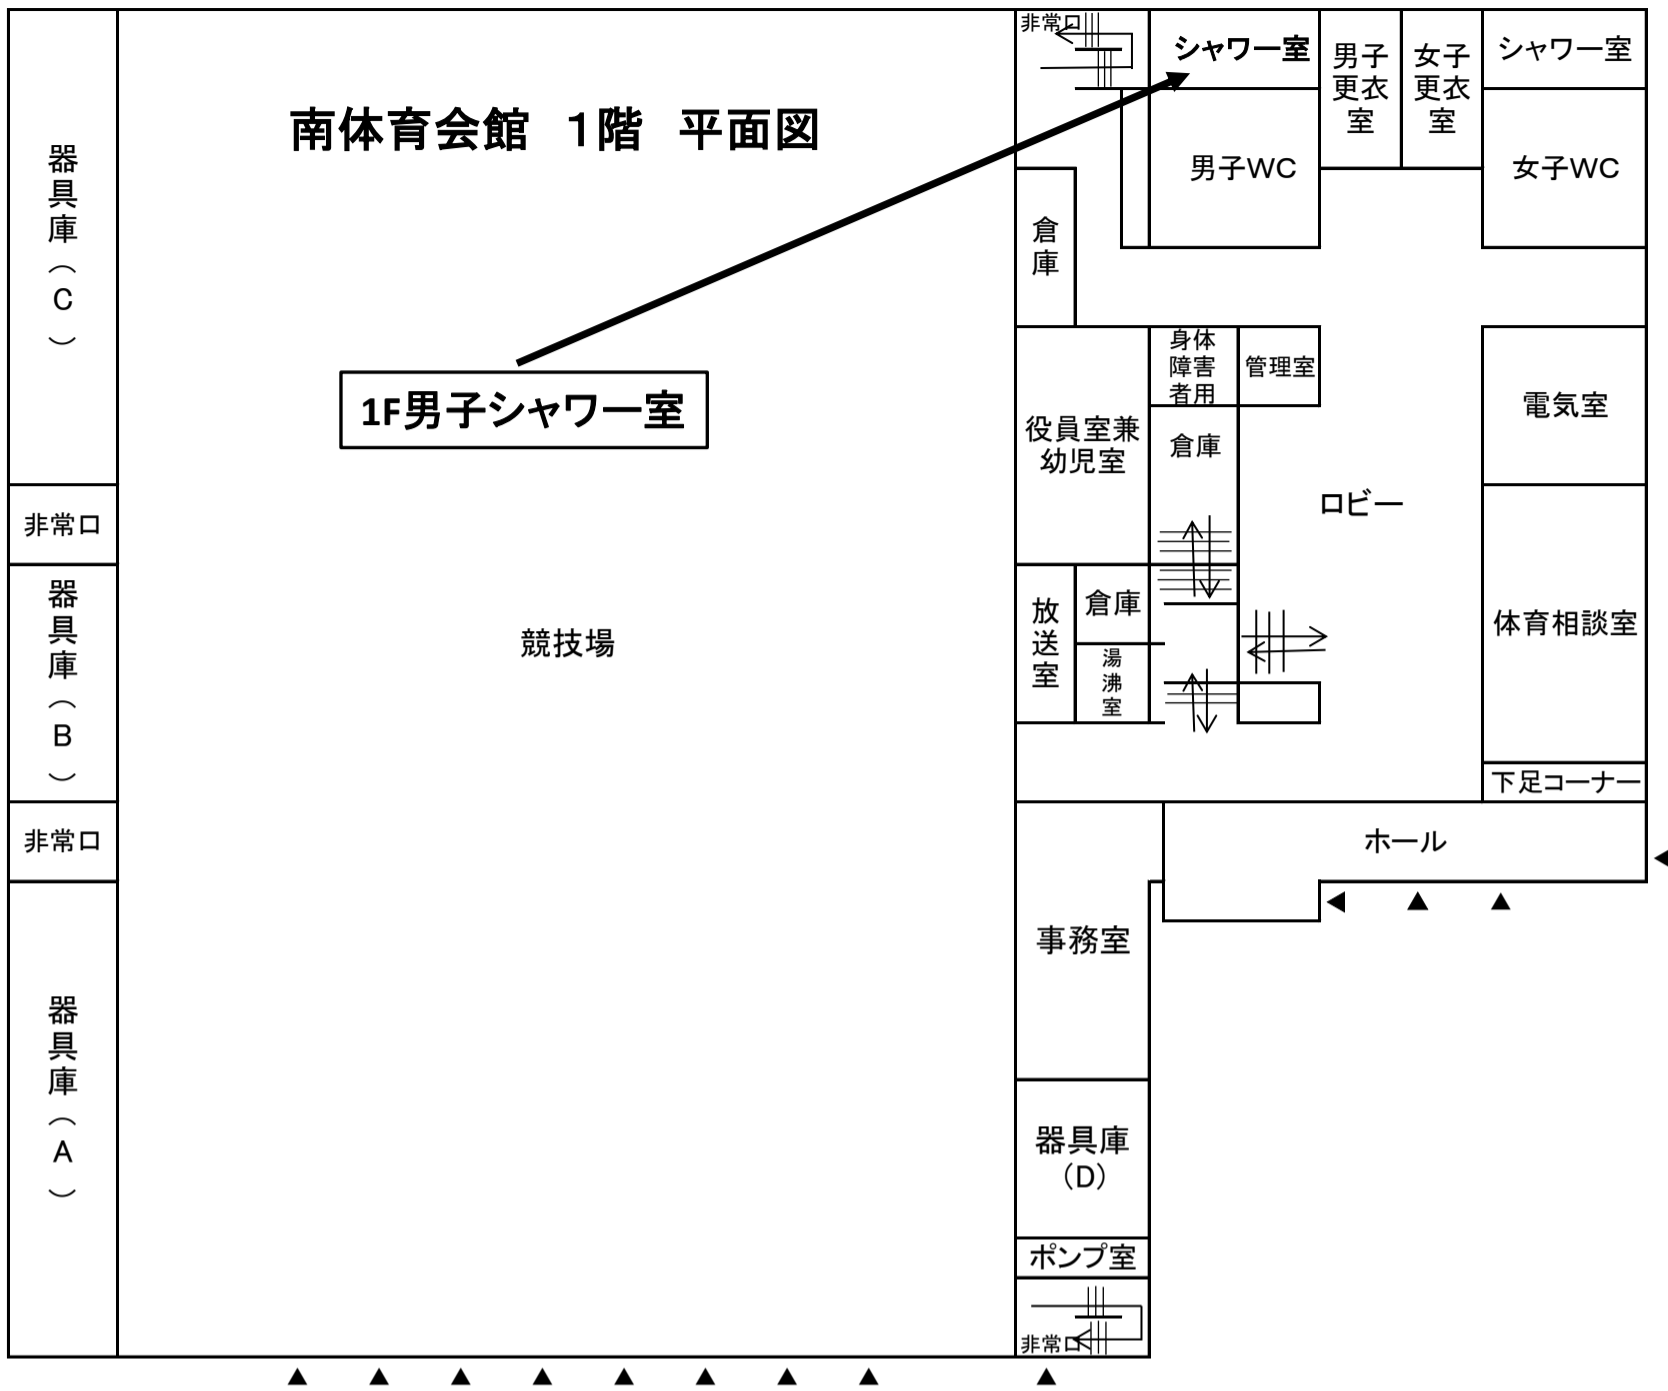 非常口
シャワー室
男子
更衣
室
女子
更衣
室
シャワー室
南体育会館　1階　平面図
器具庫（C）
男子WC
女子WC
倉庫
1F男子シャワー室
身体
障害
者用
管理室
電気室
役員室兼
幼児室
倉庫
ロビー
非常口
器具庫（B）
競技場
放送室
倉庫
湯沸室
体育相談室
下足コーナー
非常口
ホール
事務室
器具庫（A）
器具庫
（D）
ポンプ室
非常口